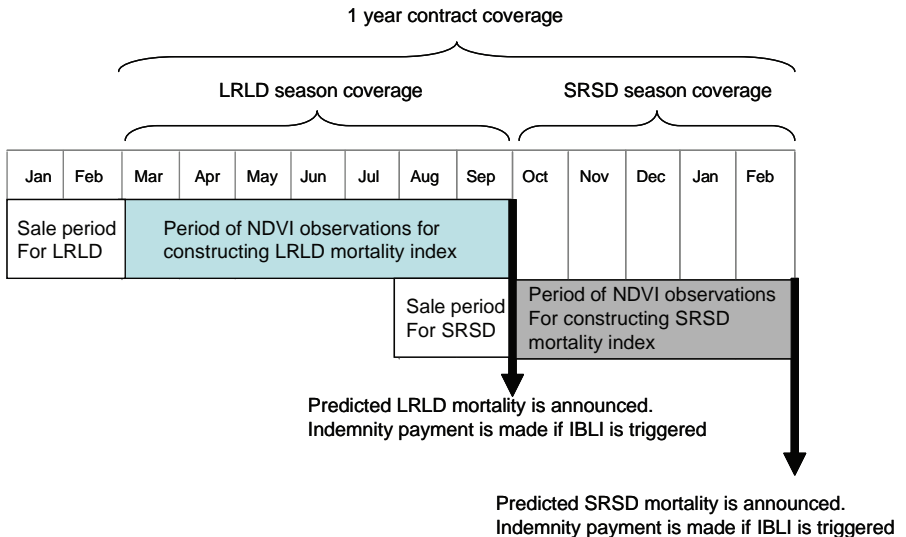 1 year contract coverage
LRLD season coverage
SRSD season coverage
Jan Feb Mar Apr May Jun Jul Aug Sep Oct Nov Dec Jan Feb
Sale period
For LRLD
Period of NDVI observations for
constructing LRLD mortality index
Sale period
For SRSD
Period of NDVI observations
For constructing SRSD
mortality index
Predicted LRLD mortality is announced.
Indemnity payment is made if IBLI is triggered
Predicted SRSD mortality is announced.
Indemnity payment is made if IBLI is triggered